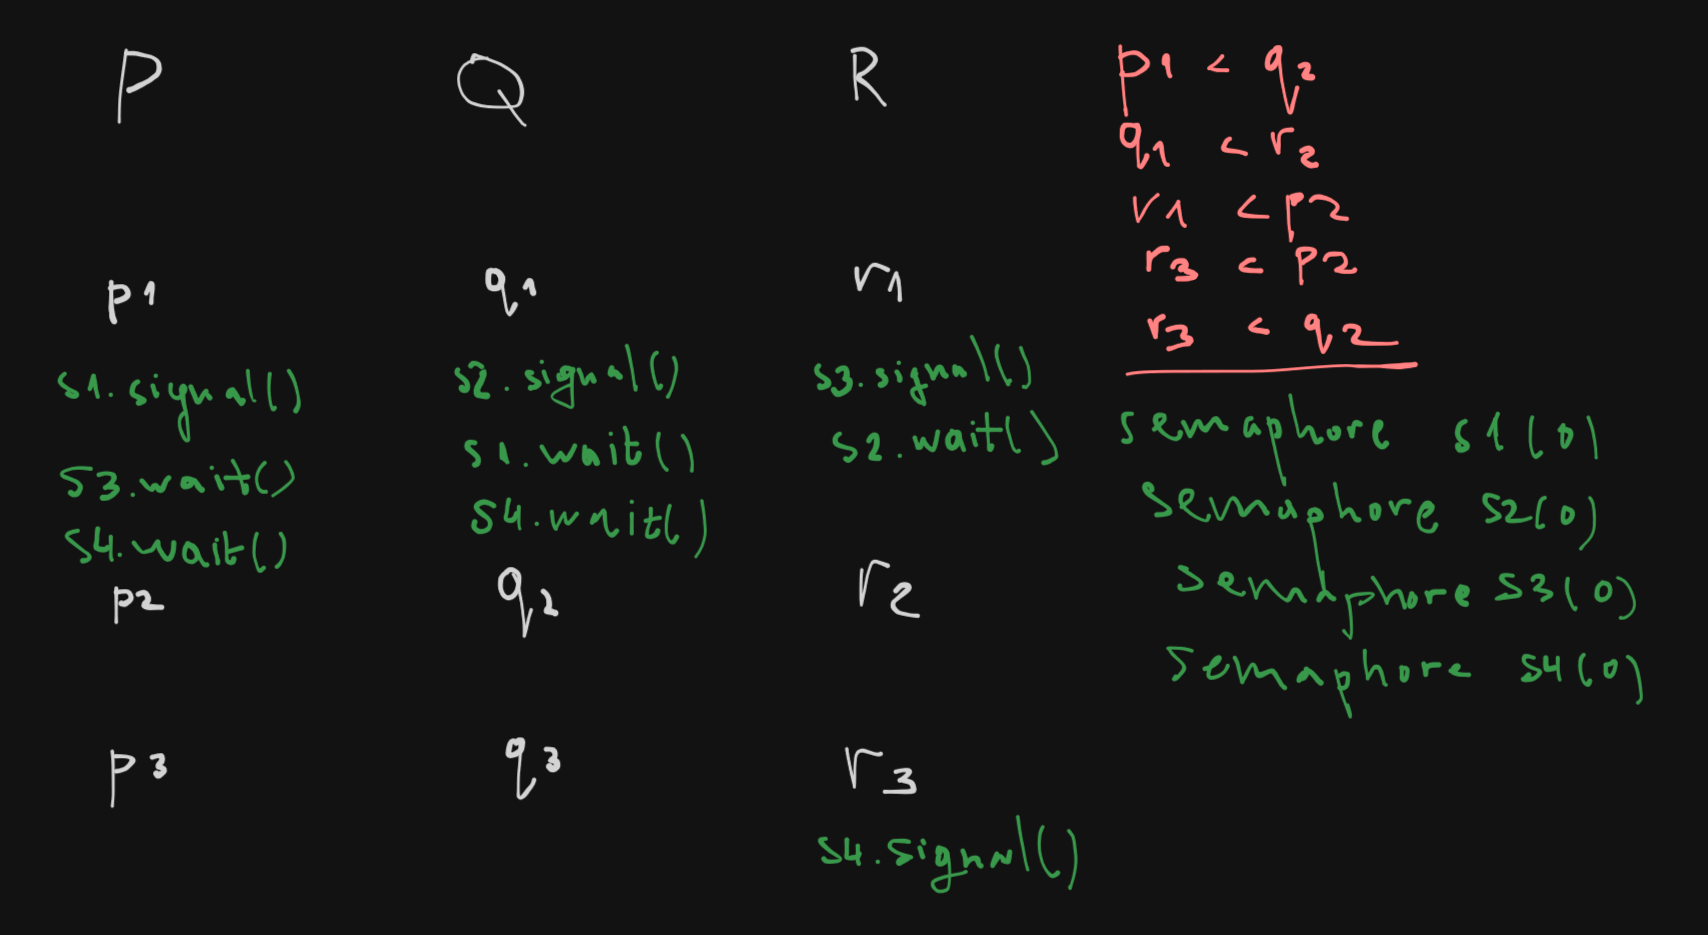 P Q R p1 < q2
q1 < r2
r1 < p2
r3 < p2
p1 q1 r1
r3 < q2
s1.signal() s2.signal() s3.signal()
s3.wait() s1.wait() s2.wait() semaphore s1(0)
s4.wait() s4.wait() semaphore s2(0)
p2 q2 r2 semaphore s3(0)
semaphore s4(0)
p3 q3 r3
s4.signal()